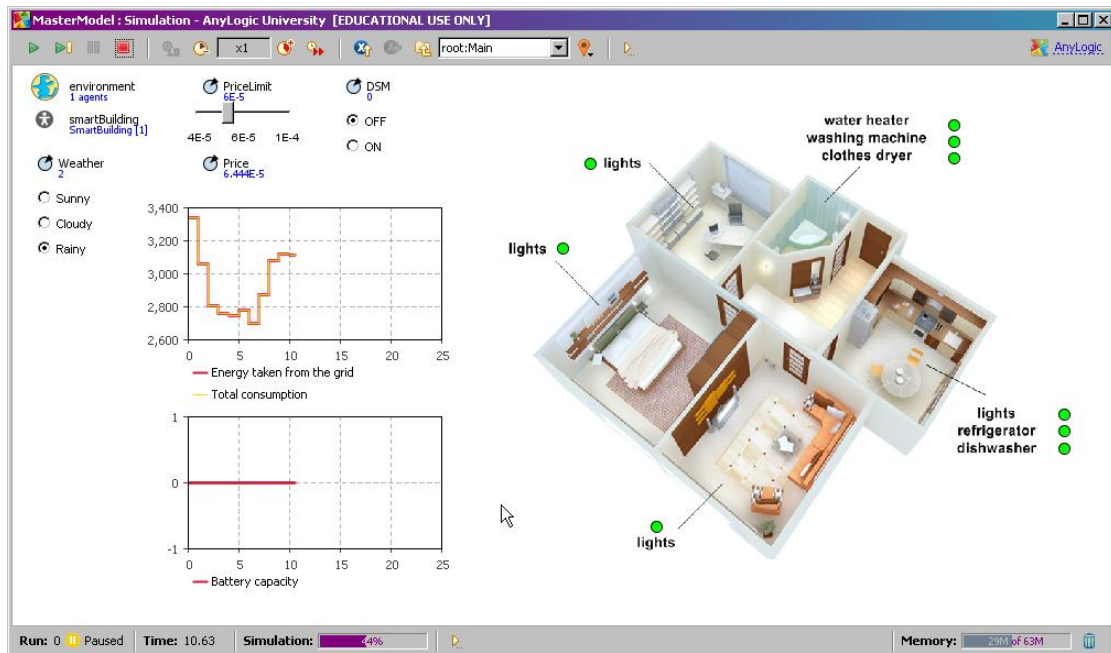 MasterModel : Simulation - AnyLogic University [EDUCATIONAL USE ONLY]
x1
root:Main
AnyLogic
environment
1 agents
smartBuilding
SmartBuilding [1]
Weather
2
Sunny
Cloudy
Rainy
PriceLimit
6E-5
4E-5 6E-5 1E-4
Price
6.444E-5
DSM
0
OFF
ON
3,400
3,200
3,000
2,800
2,600
0 5 10 15 20 25
Energy taken from the grid
Total consumption
1
0
-1
0 5 10 15 20 25
Battery capacity
water heater
washing machine
clothes dryer
lights
lights
lights
refrigerator
dishwasher
lights
Run: 0 Paused Time: 10.63 Simulation: 44% Memory: 29M of 63M